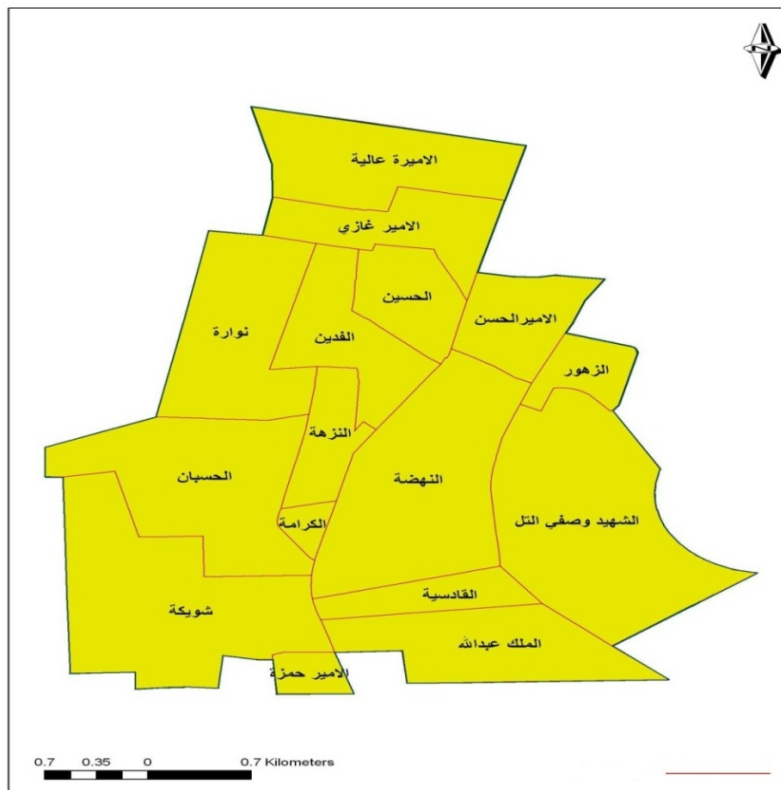 الاميرة عالية
الامير غازي
الحسين
الاميرالحسن
الفدين
نوارة
الزهور
النزهة
النهضة
الحسبان
الكرامة
الشهيد وصفي التل
القادسية
شويكة
الملك عبدالله
الامير حمزة
0.7 0.35 0 0.7 Kilometers